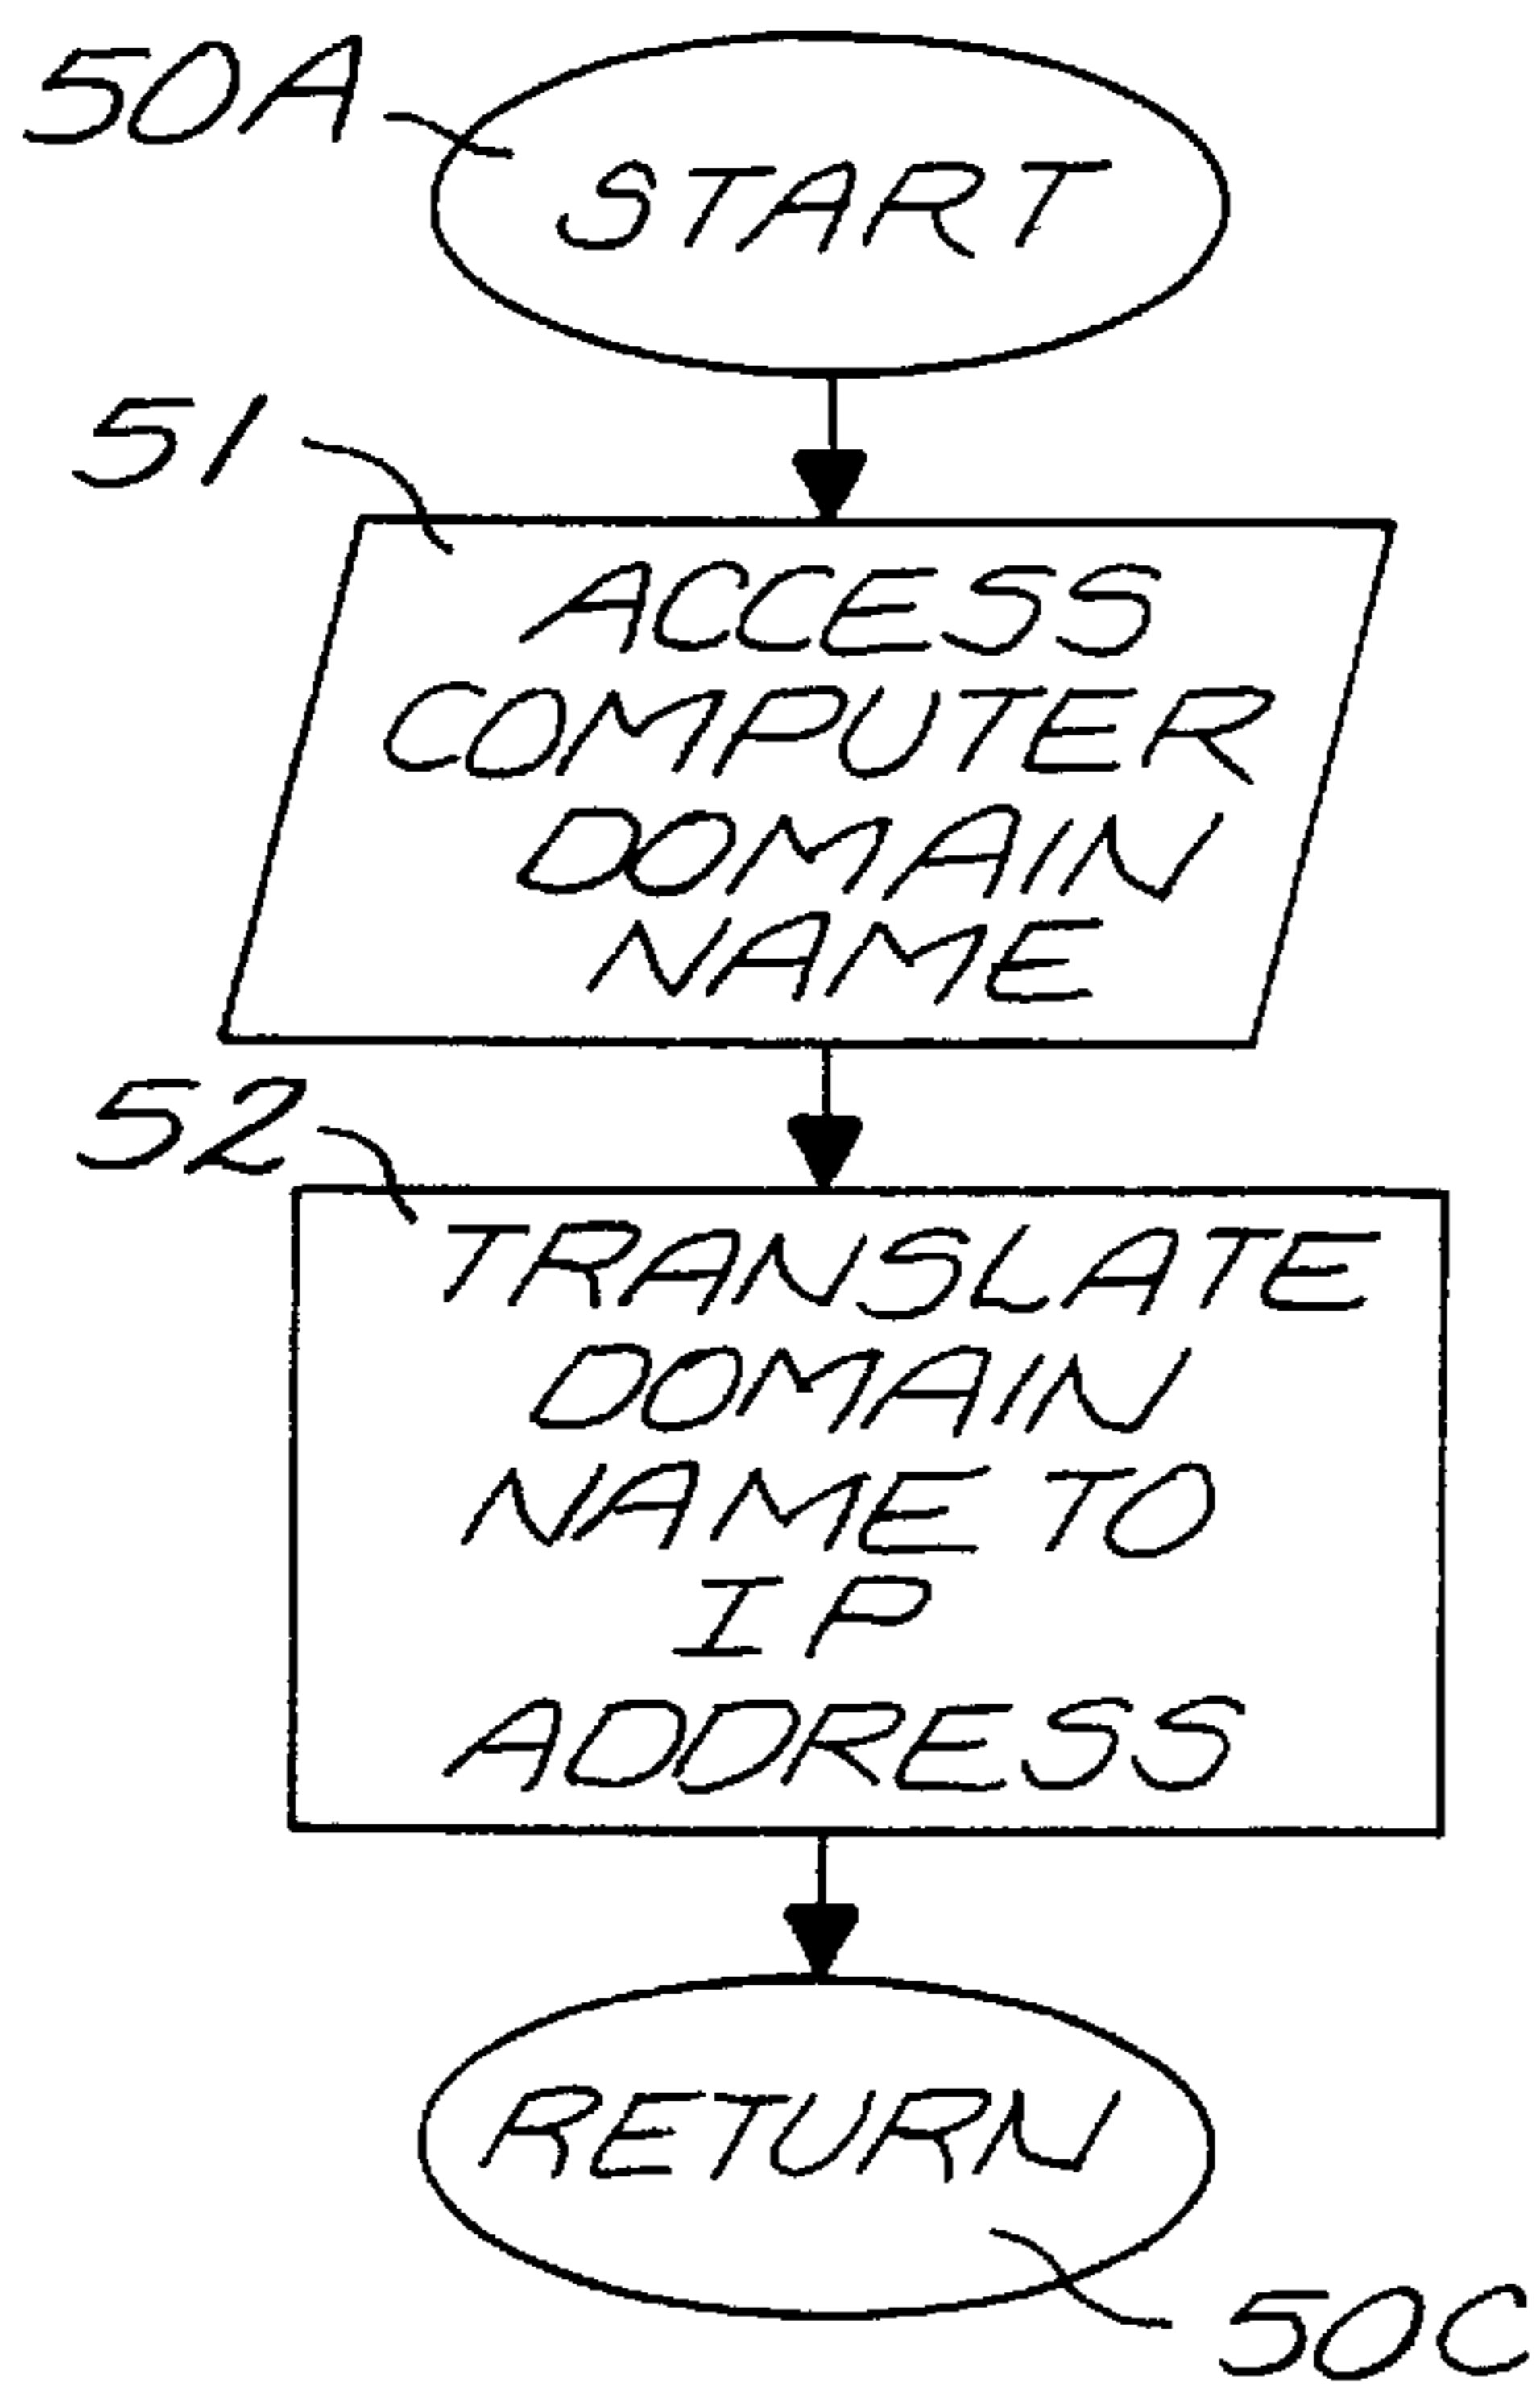 50A
START
51
ACCESS
COMPUTER
DOMAIN
NAME
52
TRANSLATE
DOMAIN
NAME TO
IP
ADDRESS
RETURN
50C